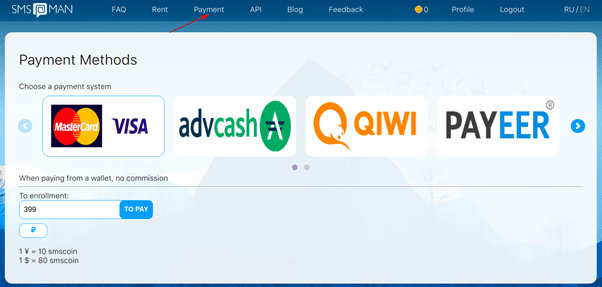 SMS MAN
FAQ Rent Payment API Blog Feedback 0 Profile Logout RU / EN
Payment Methods
Choose a payment system
MasterCard VISA advcash QIWI PAYEER®
When paying from a wallet, no commission
To enrollment:
399 TO PAY
₽
1 ¥ = 10 smscoin
1 $ = 80 smscoin